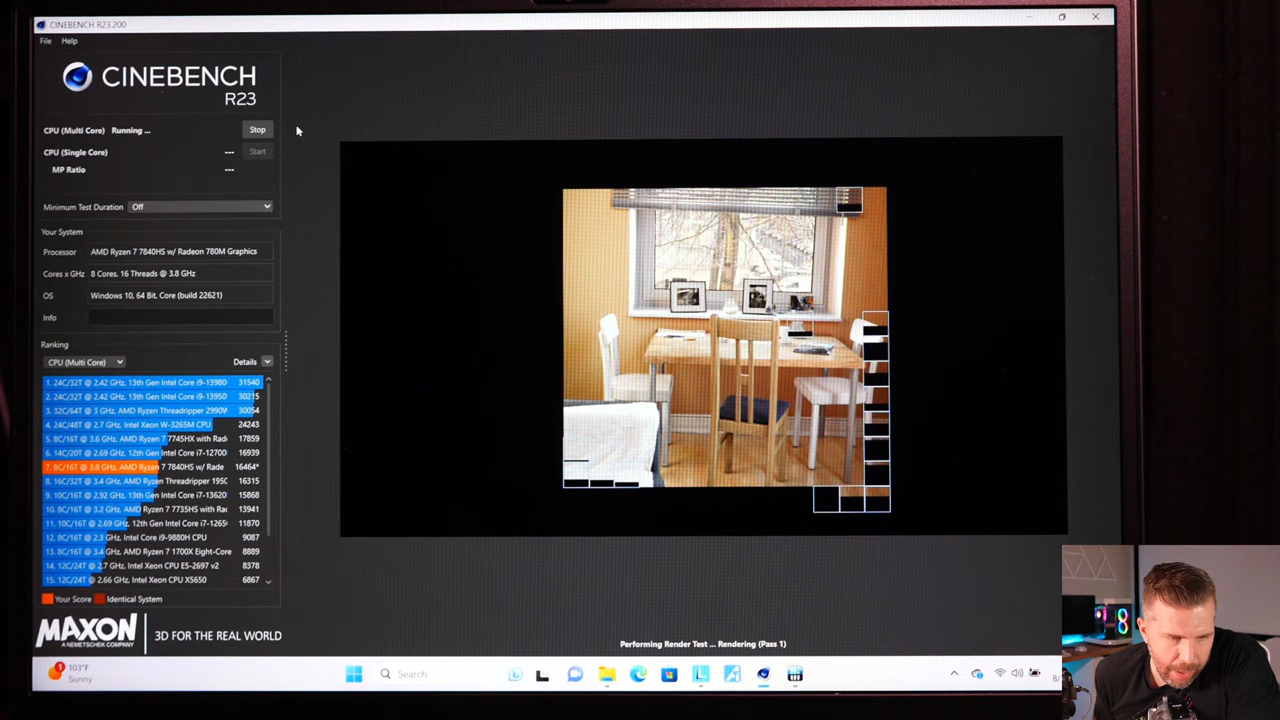 CINEBENCH R23.200
File Help
CINEBENCH
R23
CPU (Multi Core) Running ... Stop
CPU (Single Core) --- Start
MP Ratio ---
Minimum Test Duration Off
Your System
Processor AMD Ryzen 7 7840HS w/ Radeon 780M Graphics
Cores x GHz 8 Cores, 16 Threads @ 3.8 GHz
OS Windows 10, 64 Bit, Core (build 22621)
Info
Ranking
CPU (Multi Core) Details
1. 24C/32T @ 2.42 GHz, 13th Gen Intel Core i9-13980 31540
2. 24C/32T @ 2.42 GHz, 13th Gen Intel Core i9-13950 30215
3. 32C/64T @ 3 GHz, AMD Ryzen Threadripper 2990W 30054
4. 24C/48T @ 2.7 GHz, Intel Xeon W-3265M CPU 24243
5. 8C/16T @ 3.6 GHz, AMD Ryzen 7 7745HX with Rade 17859
6. 14C/20T @ 2.69 GHz, 12th Gen Intel Core i7-12700 16939
7. 8C/16T @ 3.8 GHz, AMD Ryzen 7 7840HS w/ Rade 16464*
8. 16C/32T @ 3.4 GHz, AMD Ryzen Threadripper 195( 16315
9. 10C/16T @ 2.92 GHz, 13th Gen Intel Core i7-13620 15868
10. 8C/16T @ 3.2 GHz, AMD Ryzen 7 7735HS with Rad 13941
11. 10C/16T @ 2.69 GHz, 12th Gen Intel Core i7-1265( 11870
12. 8C/16T @ 2.3 GHz, Intel Core i9-9880H CPU 9087
13. 8C/16T @ 3.4 GHz, AMD Ryzen 7 1700X Eight-Core 8889
14. 12C/24T @ 2.7 GHz, Intel Xeon CPU E5-2697 v2 8378
15. 12C/24T @ 2.66 GHz, Intel Xeon CPU X5650 6867
Your Score Identical System
MAXON
A NEMETSCHEK COMPANY
3D FOR THE REAL WORLD
Performing Render Test ... Rendering (Pass 1)
1
103°F
Sunny
Search
8/